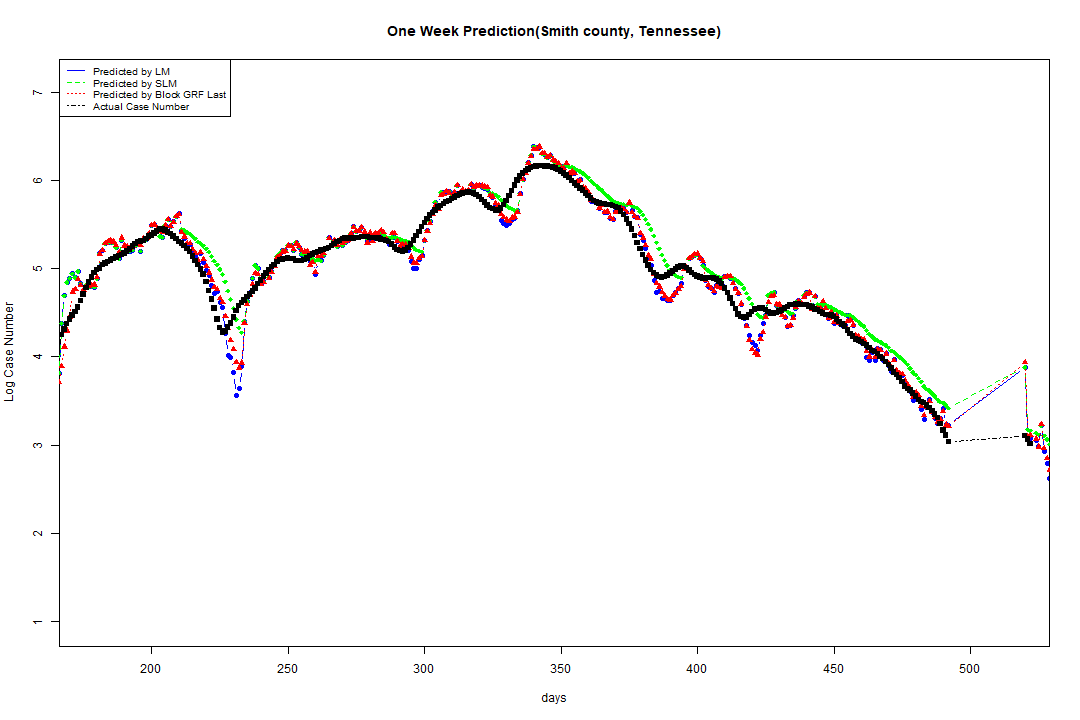 One Week Prediction(Smith county, Tennessee)
Predicted by LM
Predicted by SLM
Predicted by Block GRF Last
Actual Case Number
Log Case Number
7
6
5
4
3
2
1
200 250 300 350 400 450 500
days